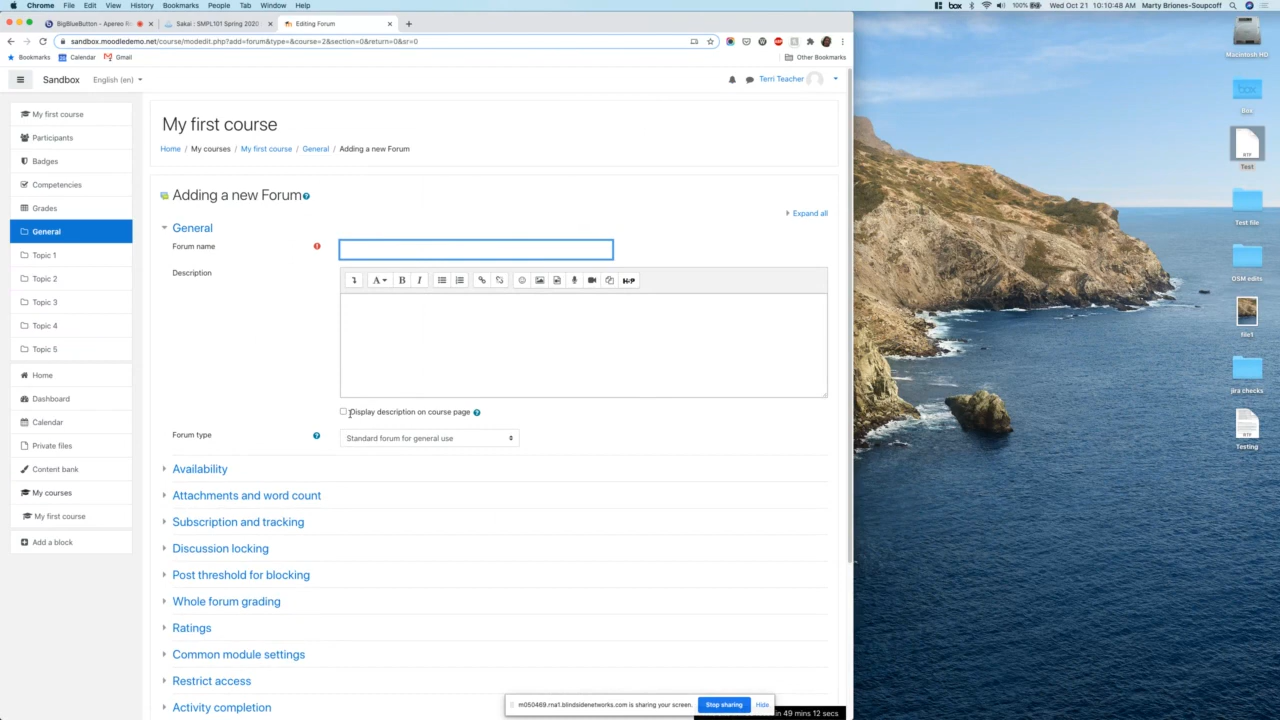 Chrome File Edit View History Bookmarks People Tab Window Help
box 100% Wed Oct 21 10:10:48 AM Marty Briones-Soupcoff
BigBlueButton - Apereo R
Sakai : SMPL101 Spring 2020
Editing Forum
sandbox.moodledemo.net/course/modedit.php?add=forum&type=&course=2&section=0&return=0&sr=0
Bookmarks Calendar Gmail Other Bookmarks
Sandbox English (en) Terri Teacher
My first course
Participants
Badges
Competencies
Grades
General
Topic 1
Topic 2
Topic 3
Topic 4
Topic 5
Home
Dashboard
Calendar
Private files
Content bank
My courses
My first course
Add a block
My first course
Home / My courses / My first course / General / Adding a new Forum
Adding a new Forum
Expand all
General
Forum name
Description
A B I H-P
Display description on course page
Forum type Standard forum for general use
Availability
Attachments and word count
Subscription and tracking
Discussion locking
Post threshold for blocking
Whole forum grading
Ratings
Common module settings
Restrict access
Activity completion
m050469.rna1.blindsidenetworks.com is sharing your screen. Stop sharing Hide
in 49 mins 12 secs
Macintosh HD
box
Box
RTF
Test
Test file
OSM edits
file1
jira checks
RTF
Testing